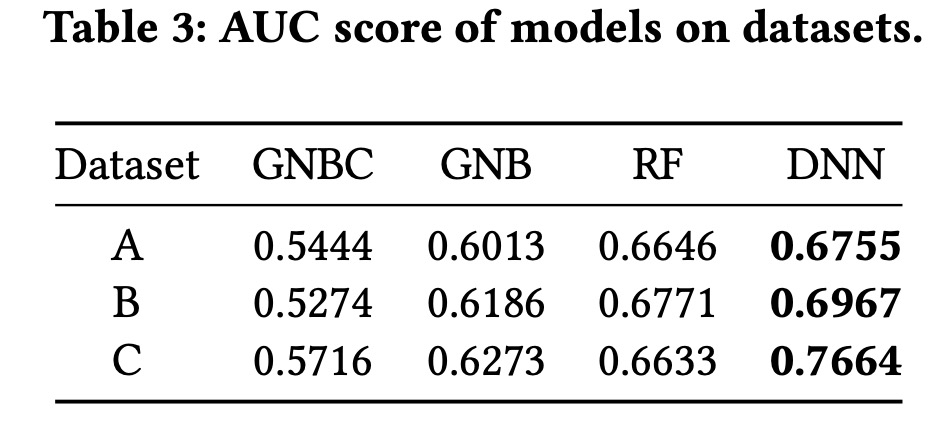 Table 3: AUC score of models on datasets.
Dataset GNBC GNB RF DNN
A 0.5444 0.6013 0.6646 0.6755
B 0.5274 0.6186 0.6771 0.6967
C 0.5716 0.6273 0.6633 0.7664